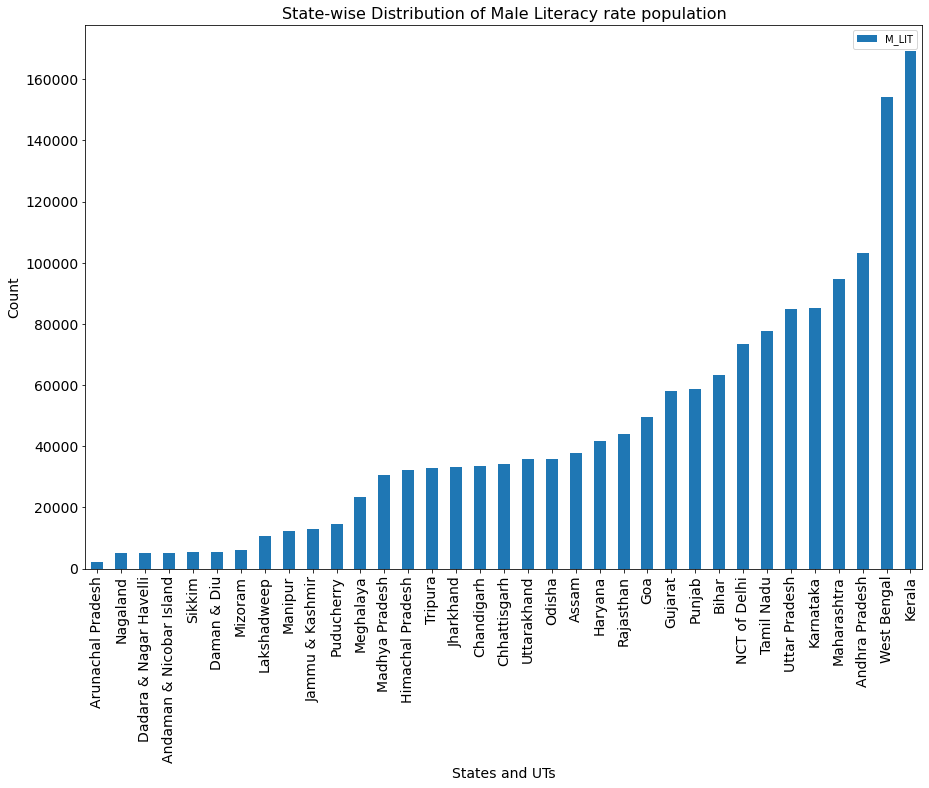 State-wise Distribution of Male Literacy rate population
M_LIT
Count
160000
140000
120000
100000
80000
60000
40000
20000
0
Arunachal Pradesh
Nagaland
Dadara & Nagar Havelli
Andaman & Nicobar Island
Sikkim
Daman & Diu
Mizoram
Lakshadweep
Manipur
Jammu & Kashmir
Puducherry
Meghalaya
Madhya Pradesh
Himachal Pradesh
Tripura
Jharkhand
Chandigarh
Chhattisgarh
Uttarakhand
Odisha
Assam
Haryana
Rajasthan
Goa
Gujarat
Punjab
Bihar
NCT of Delhi
Tamil Nadu
Uttar Pradesh
Karnataka
Maharashtra
Andhra Pradesh
West Bengal
Kerala
States and UTs